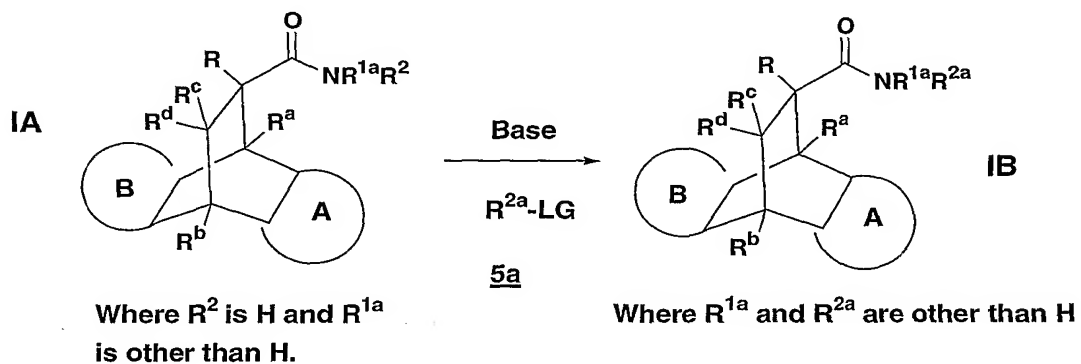 O
R
NR1aR2
Rc
Rd
Ra
IA
B
A
Rb
Base
R2a-LG
5a
O
R
NR1aR2a
Rc
Rd
Ra
IB
B
A
Rb
Where R2 is H and R1a
is other than H.
Where R1a and R2a are other than H